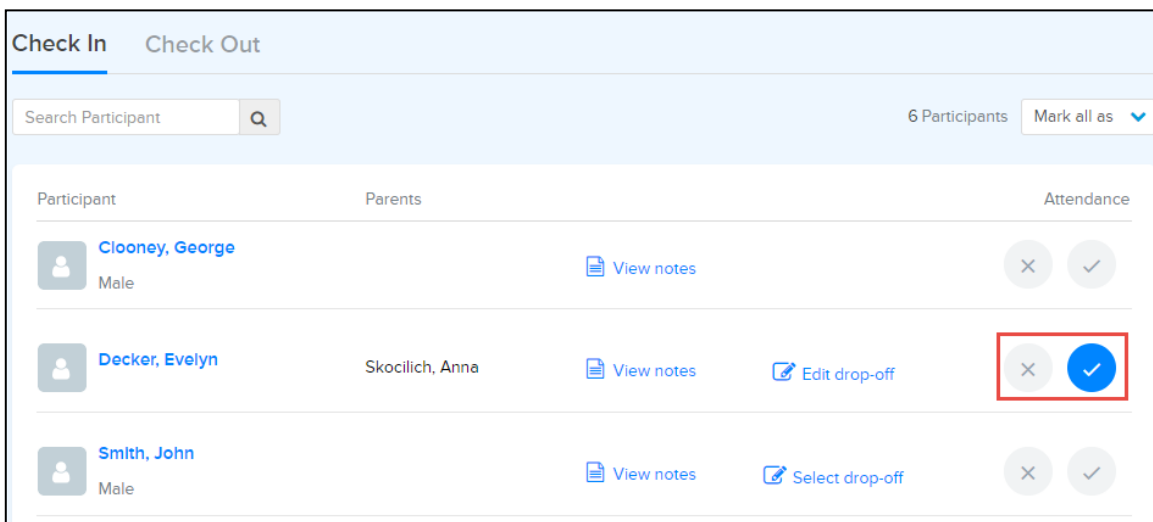 Check In Check Out
Search Participant 6 Participants Mark all as
Participant Parents Attendance
Clooney, George
Male View notes
Decker, Evelyn Skocilich, Anna View notes Edit drop-off
Smith, John
Male View notes Select drop-off